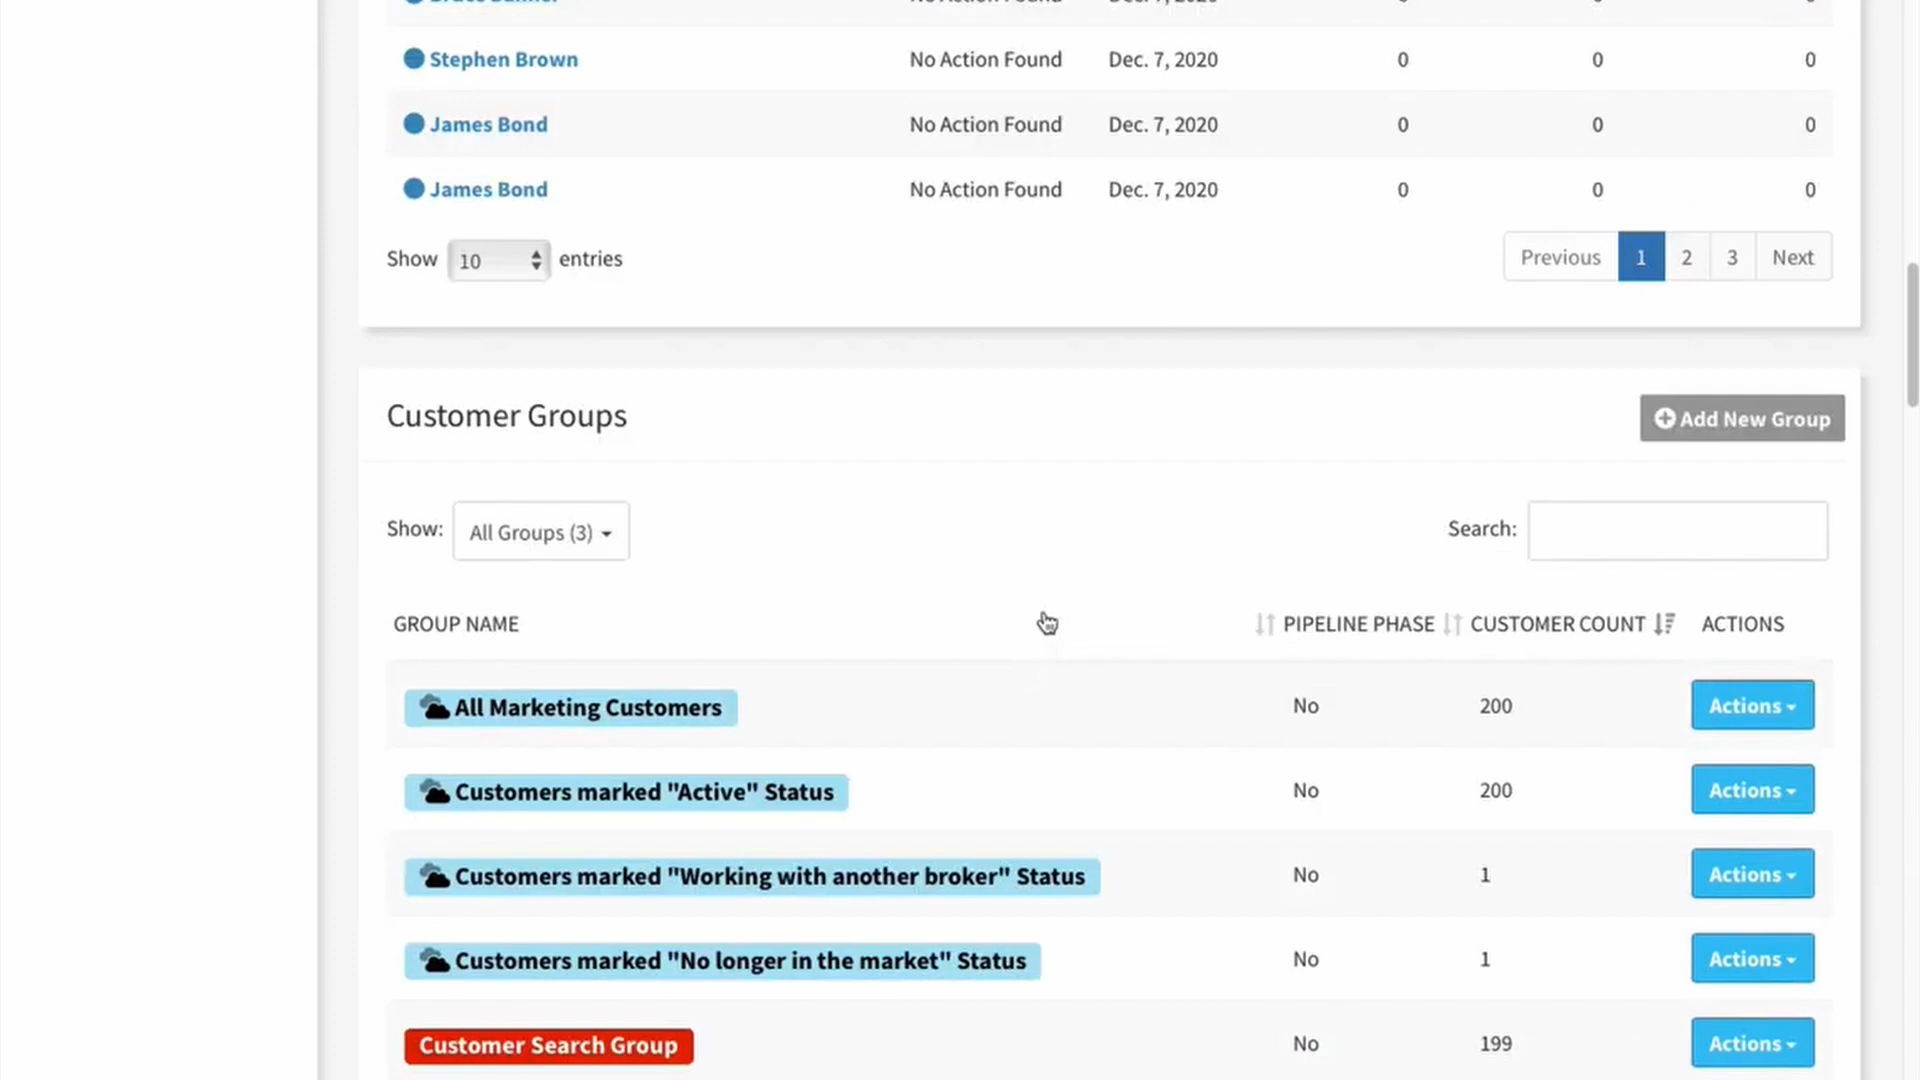 Stephen Brown No Action Found Dec. 7, 2020 0 0 0
James Bond No Action Found Dec. 7, 2020 0 0 0
James Bond No Action Found Dec. 7, 2020 0 0 0
Show 10 entries Previous 1 2 3 Next
Customer Groups Add New Group
Show: All Groups (3) Search:
GROUP NAME PIPELINE PHASE CUSTOMER COUNT ACTIONS
All Marketing Customers No 200 Actions
Customers marked "Active" Status No 200 Actions
Customers marked "Working with another broker" Status No 1 Actions
Customers marked "No longer in the market" Status No 1 Actions
Customer Search Group No 199 Actions